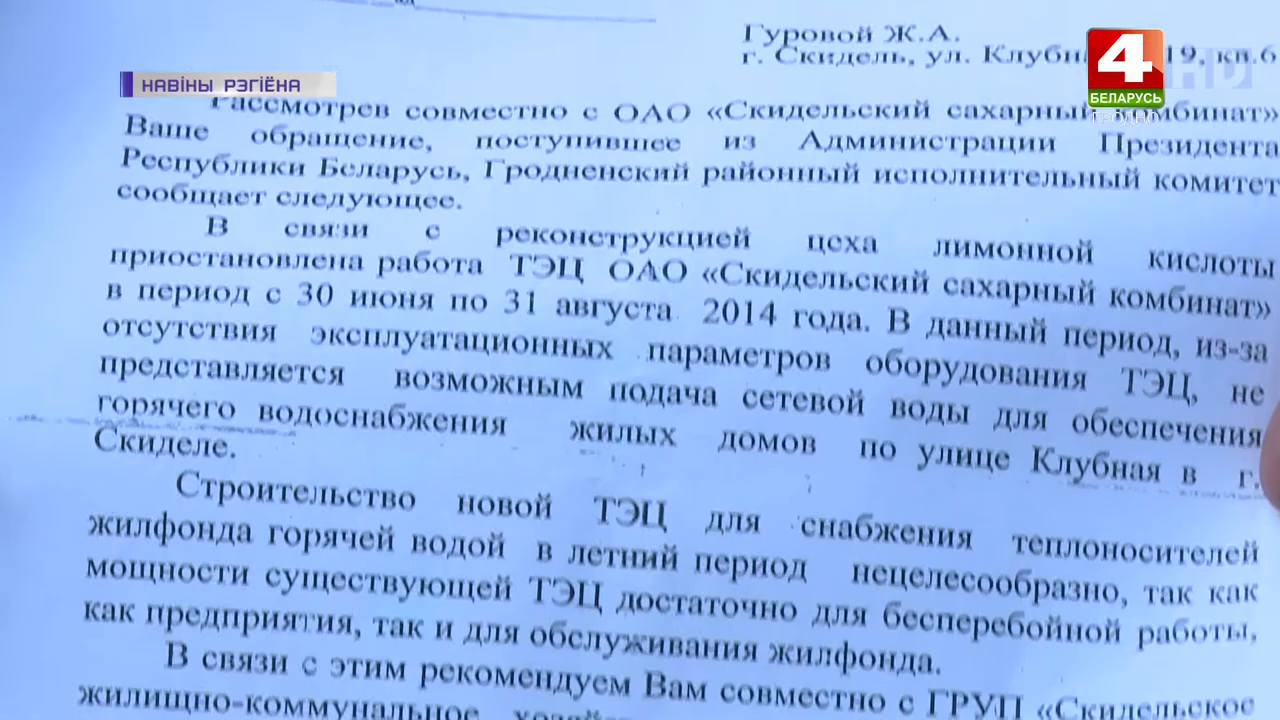 Гуровой Ж.А.
г. Скидель, ул. Клубная 19, кв.6
4 HD
БЕЛАРУСЬ
ГРОДНО
НАВІНЫ РЭГІЁНА
Рассмотрев совместно с ОАО «Скидельский сахарный комбинат»
Ваше обращение, поступившее из Администрации Президента
Республики Беларусь, Гродненский районный исполнительный комитет
сообщает следующее.
В связи с реконструкцией цеха лимонной кислоты
приостановлена работа ТЭЦ ОАО «Скидельский сахарный комбинат»
в период с 30 июня по 31 августа 2014 года. В данный период, из-за
отсутствия эксплуатационных параметров оборудования ТЭЦ, не
представляется возможным подача сетевой воды для обеспечения
горячего водоснабжения жилых домов по улице Клубная в г.
Скиделе.
Строительство новой ТЭЦ для снабжения теплоносителей
жилфонда горячей водой в летний период нецелесообразно, так как
мощности существующей ТЭЦ достаточно для бесперебойной работы,
как предприятия, так и для обслуживания жилфонда.
В связи с этим рекомендуем Вам совместно с ГРУП «Скидельское
жилищно-коммунальное